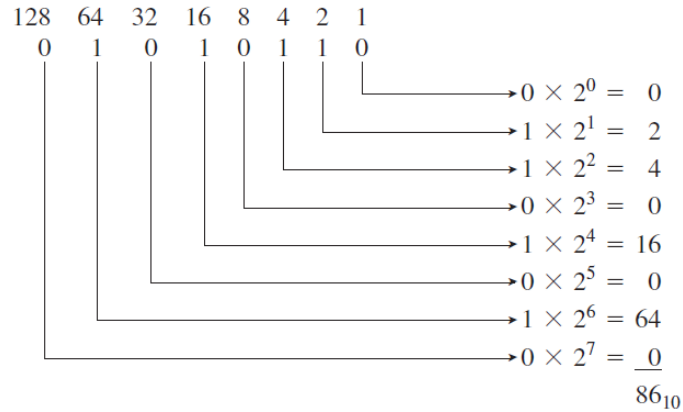 128 64 32 16 8 4 2 1
0 1 0 1 0 1 1 0
0 × 2⁰ = 0
1 × 2¹ = 2
1 × 2² = 4
0 × 2³ = 0
1 × 2⁴ = 16
0 × 2⁵ = 0
1 × 2⁶ = 64
0 × 2⁷ = 0
86₁₀